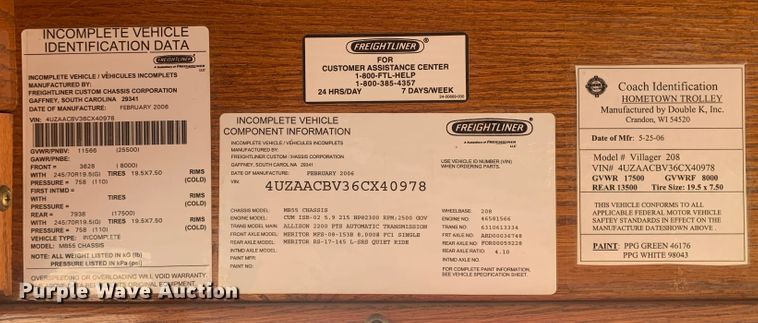 INCOMPLETE VEHICLE
IDENTIFICATION DATA
FREIGHTLINER
INCOMPLETE VEHICLE / VÉHICULES INCOMPLETS
MANUFACTURED BY:
FREIGHTLINER CUSTOM CHASSIS CORPORATION
GAFFNEY, SOUTH CAROLINA 29341
DATE OF MANUFACTURE: FEBRUARY 2006
VIN: 4UZAACBV36CX40978
GVWR/PNBV: 11566 (25500)
GAWR/PNBE:
FRONT = 3628 ( 8000)
WITH 245/70R19.5(G) TIRES 19.5X7.50 RIMS
PRESSURE = 758 (110) (COLD)
FIRST INTMD =
WITH TIRES RIMS
PRESSURE = (COLD)
REAR = 7938 (17500)
WITH 245/70R19.5(G) TIRES 19.5X7.50 RIMS
PRESSURE = 758 (110) (COLD)
VEHICLE TYPE: INCOMPLETE
MODEL: MB55 CHASSIS
NOTE: ALL WEIGHT LISTED IN KG (lb)
PRESSURE LISTED IN kPa (psi)
OVERSPEEDING OR OVERLOADING WILL VOID
FREIGHTLINER
FOR
CUSTOMER ASSISTANCE CENTER
1-800-FTL-HELP
1-800-385-4357
24 HRS/DAY 7 DAYS/WEEK
INCOMPLETE VEHICLE
COMPONENT INFORMATION
FREIGHTLINER
INCOMPLETE VEHICLE / VÉHICULES INCOMPLETS
MANUFACTURED BY:
FREIGHTLINER CUSTOM CHASSIS CORPORATION
GAFFNEY, SOUTH CAROLINA 29341
USE VEHICLE ID NUMBER (VIN)
WHEN ORDERING PARTS.
DATE OF MANUFACTURE: FEBRUARY 2006
VIN: 4UZAACBV36CX40978
CHASSIS MODEL: MB55 CHASSIS WHEELBASE: 208
ENGINE MODEL: CUM ISB-02 5.9 215 HP@2300 RPM,2500 GOV ENGINE NO: 46501566
TRANS MODEL MAIN: ALLISON 2200 PTS AUTOMATIC TRANSMISSION TRANS MAIN NO: 6310613334
FRONT AXLE MODEL: MERITOR MFS-08-153B 8,000# FC1 SINGLE
REAR AXLE MODEL: MERITOR RS-17-145 L-SRS QUIET RIDE
INTMD AXLE MODEL: REAR AXLE RATIO: 4.10
PAINT MFG: INTMD AXLE NO:
PAINT NO: FOR COMPLETE PAINT INFORMATION,
SEE VEHICLE SPECIFICATION SHEET.
Coach Identification
HOMETOWN TROLLEY
Manufactured by Double K, Inc.
Crandon, WI 54520
Date of Mfr: 5-25-06
Model # Villager 208
VIN# 4UZAACBV36CX40978
GVWR 17500 GVWRF 8000
REAR 13500 Tire Size: 19.5 x 7.50
THIS VEHICLE CONFORMS TO ALL
APPLICABLE FEDERAL MOTOR VEHICLE
SAFTEY STANDARDS IN EFFECT ON THE
MANUFACTURE DATESHOWN ABOVE.
PAINT: PPG GREEN 46176
PPG WHITE 98043
Purple Wave Auction